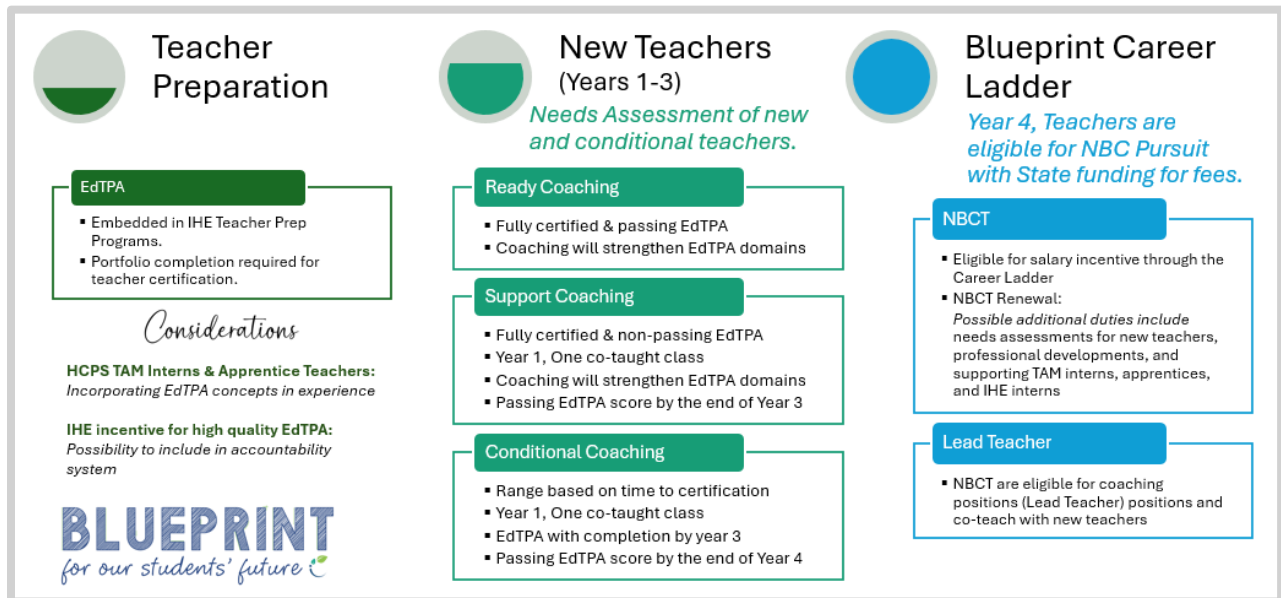 Teacher
Preparation
EdTPA
▪ Embedded in IHE Teacher Prep
Programs.
▪ Portfolio completion required for
teacher certification.
Considerations
HCPS TAM Interns & Apprentice Teachers:
Incorporating EdTPA concepts in experience
IHE incentive for high quality EdTPA:
Possibility to include in accountability
system
BLUEPRINT
for our students' future
New Teachers
(Years 1-3)
Needs Assessment of new
and conditional teachers.
Ready Coaching
▪ Fully certified & passing EdTPA
▪ Coaching will strengthen EdTPA domains
Support Coaching
▪ Fully certified & non-passing EdTPA
▪ Year 1, One co-taught class
▪ Coaching will strengthen EdTPA domains
▪ Passing EdTPA score by the end of Year 3
Conditional Coaching
▪ Range based on time to certification
▪ Year 1, One co-taught class
▪ EdTPA with completion by year 3
▪ Passing EdTPA score by the end of Year 4
Blueprint Career
Ladder
Year 4, Teachers are
eligible for NBC Pursuit
with State funding for fees.
NBCT
▪ Eligible for salary incentive through the
Career Ladder
▪ NBCT Renewal:
Possible additional duties include
needs assessments for new teachers,
professional developments, and
supporting TAM interns, apprentices,
and IHE interns
Lead Teacher
▪ NBCT are eligible for coaching
positions (Lead Teacher) positions and
co-teach with new teachers